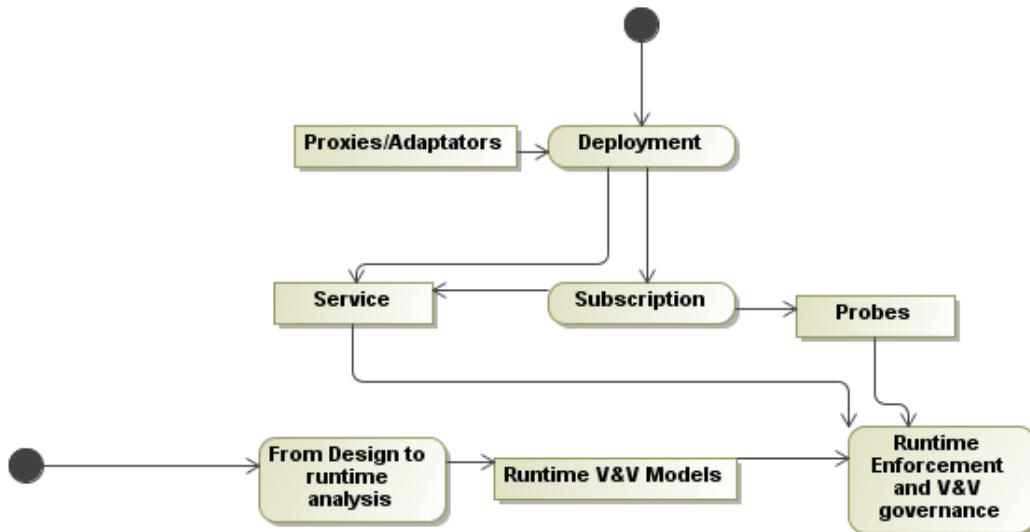 Proxies/Adaptators
Deployment
Service
Subscription
Probes
From Design to
runtime
analysis
Runtime V&V Models
Runtime
Enforcement
and V&V
governance